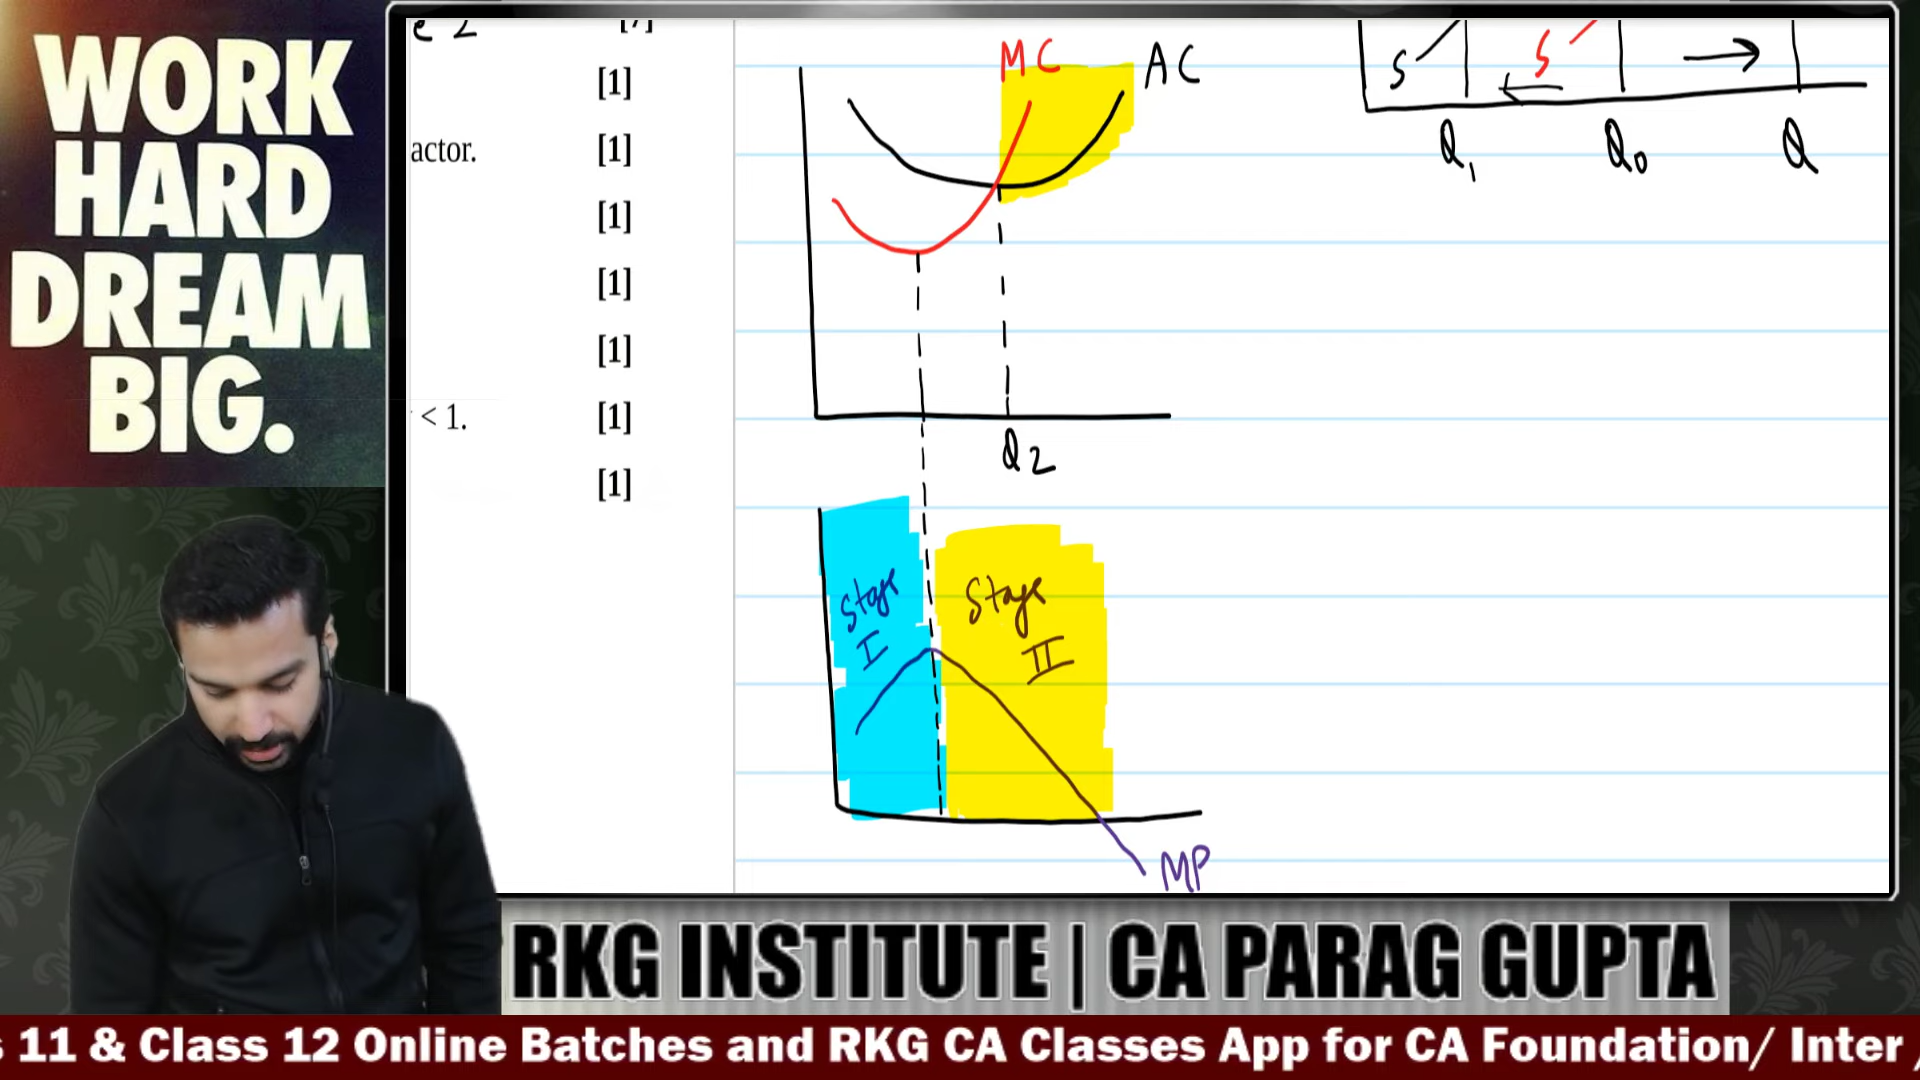 WORK
HARD
DREAM
BIG.
[1]
actor. [1]
[1]
[1]
[1]
< 1. [1]
[1]
MC
AC
Q2
Stage
I
Stage
II
MP
S
S
Q1
Q0
Q
RKG INSTITUTE | CA PARAG GUPTA
11 & Class 12 Online Batches and RKG CA Classes App for CA Foundation/ Inter